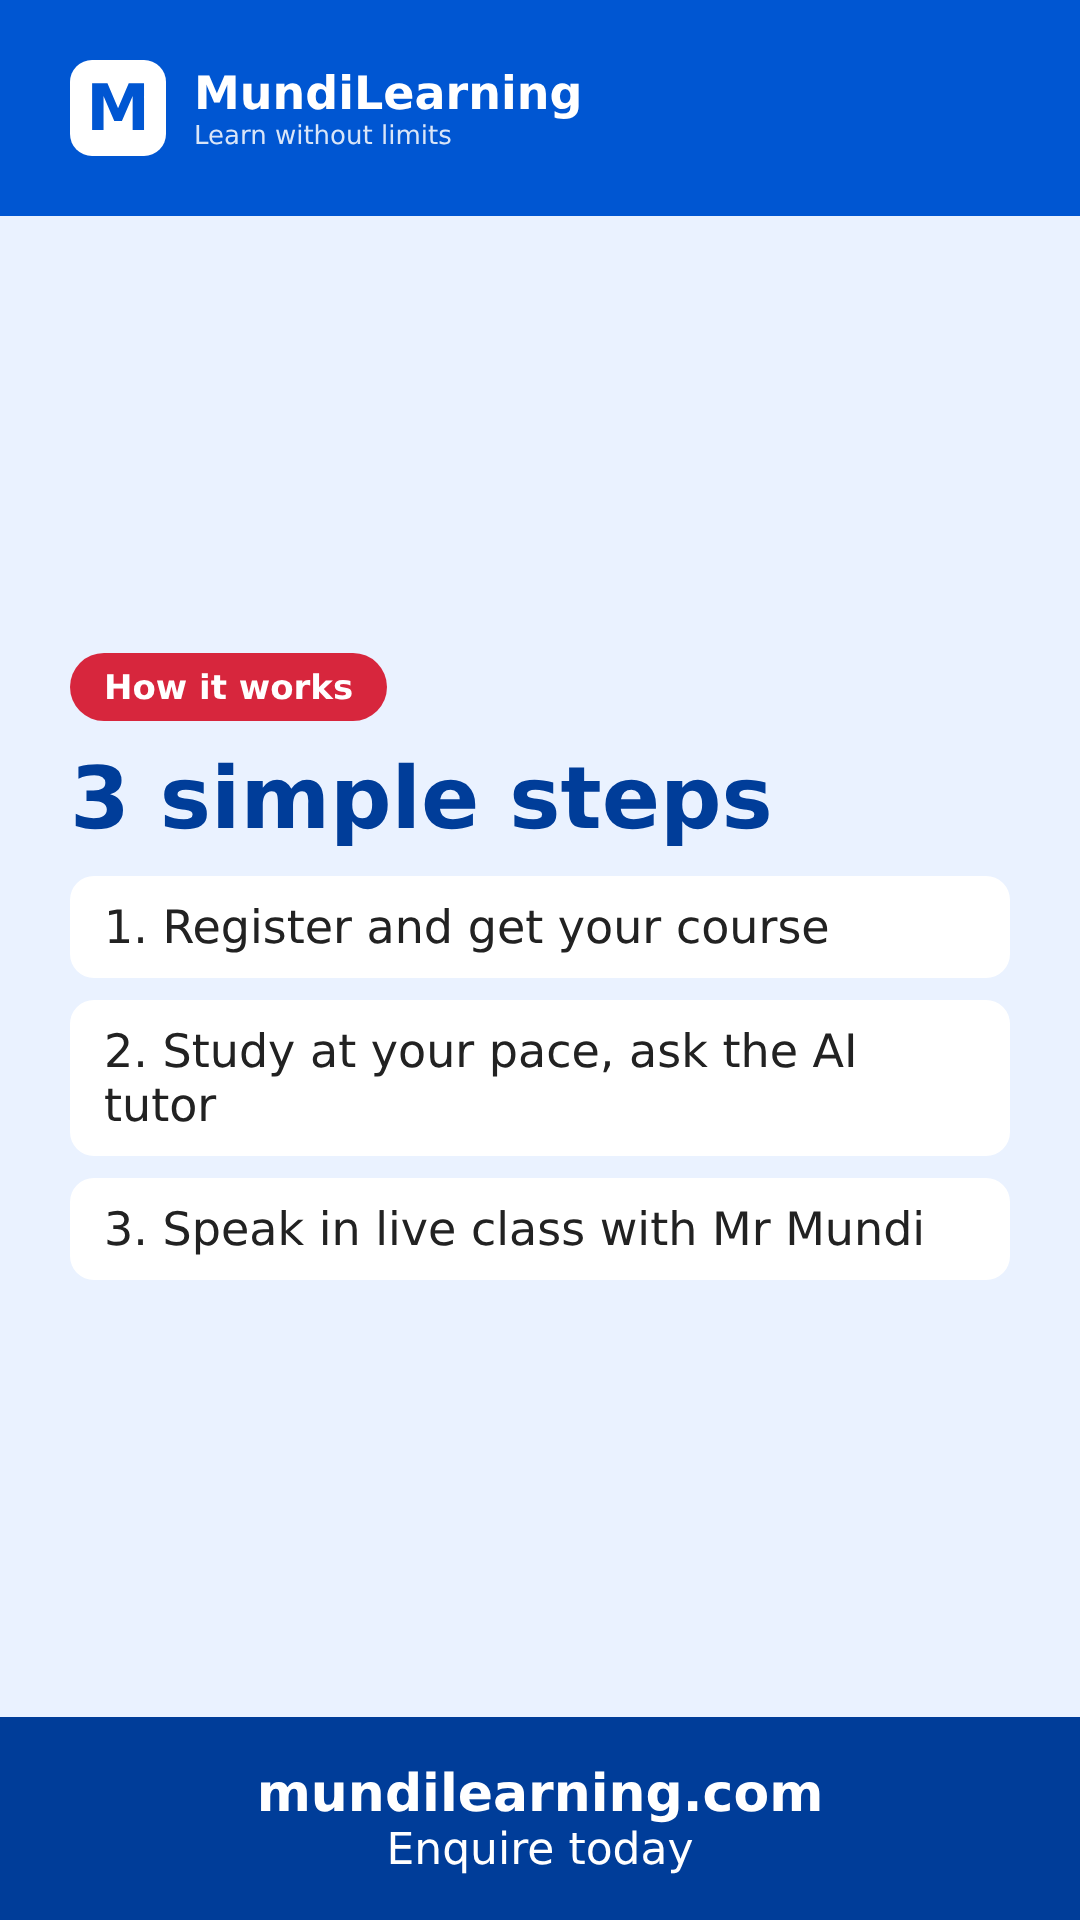 M
MundiLearning
Learn without limits
How it works
3 simple steps
1. Register and get your course
2. Study at your pace, ask the AI
tutor
3. Speak in live class with Mr Mundi
mundilearning.com
Enquire today